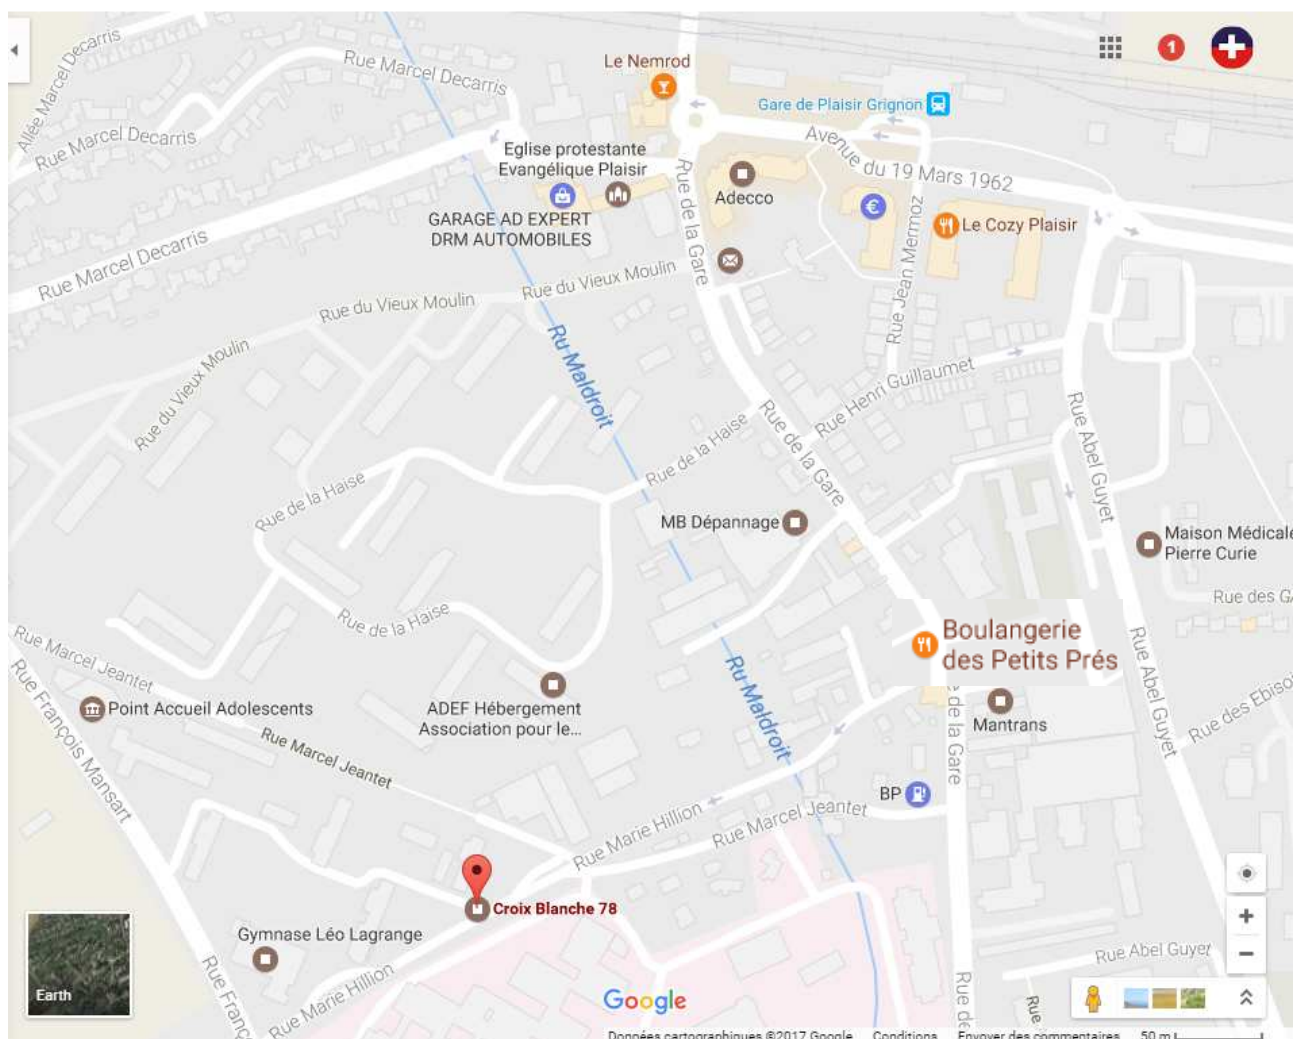 Allée Marcel Decarris
Rue Marcel Decarris
Rue Marcel Decarris
Rue Marcel Decarris
Le Nemrod
1
Gare de Plaisir Grignon
Avenue du 19 Mars 1962
Eglise protestante
Evangélique Plaisir
GARAGE AD EXPERT
DRM AUTOMOBILES
Adecco
€
Le Cozy Plaisir
Rue de la Gare
Rue Jean Mermoz
Rue du Vieux Moulin
Rue du Vieux Moulin
Rue du Vieux Moulin
Ru Maldroit
Rue Henri Guillaumet
Rue Abel Guyet
Rue de la Gare
Rue de la Haise
Rue de la Haise
MB Dépannage
Maison Médicale
Pierre Curie
Rue des G
Rue de la Haise
Boulangerie
des Petits Prés
Rue Abel Guyet
Rue Marcel Jeantet
Rue François Mansart
Point Accueil Adolescents
ADEF Hébergement
Association pour le...
Ru Maldroit
Mantrans
Rue des Ebiso
Rue Marcel Jeantet
e de la Gare
BP
Rue Marie Hillion
Rue Marcel Jeantet
Croix Blanche 78
Gymnase Léo Lagrange
Rue Franç
Rue Marie Hillion
Rue Abel Guyet
Rue de
Rue
Earth
Google
+
−
Données cartographiques ©2017 Google Conditions Envoyer des commentaires 50 m